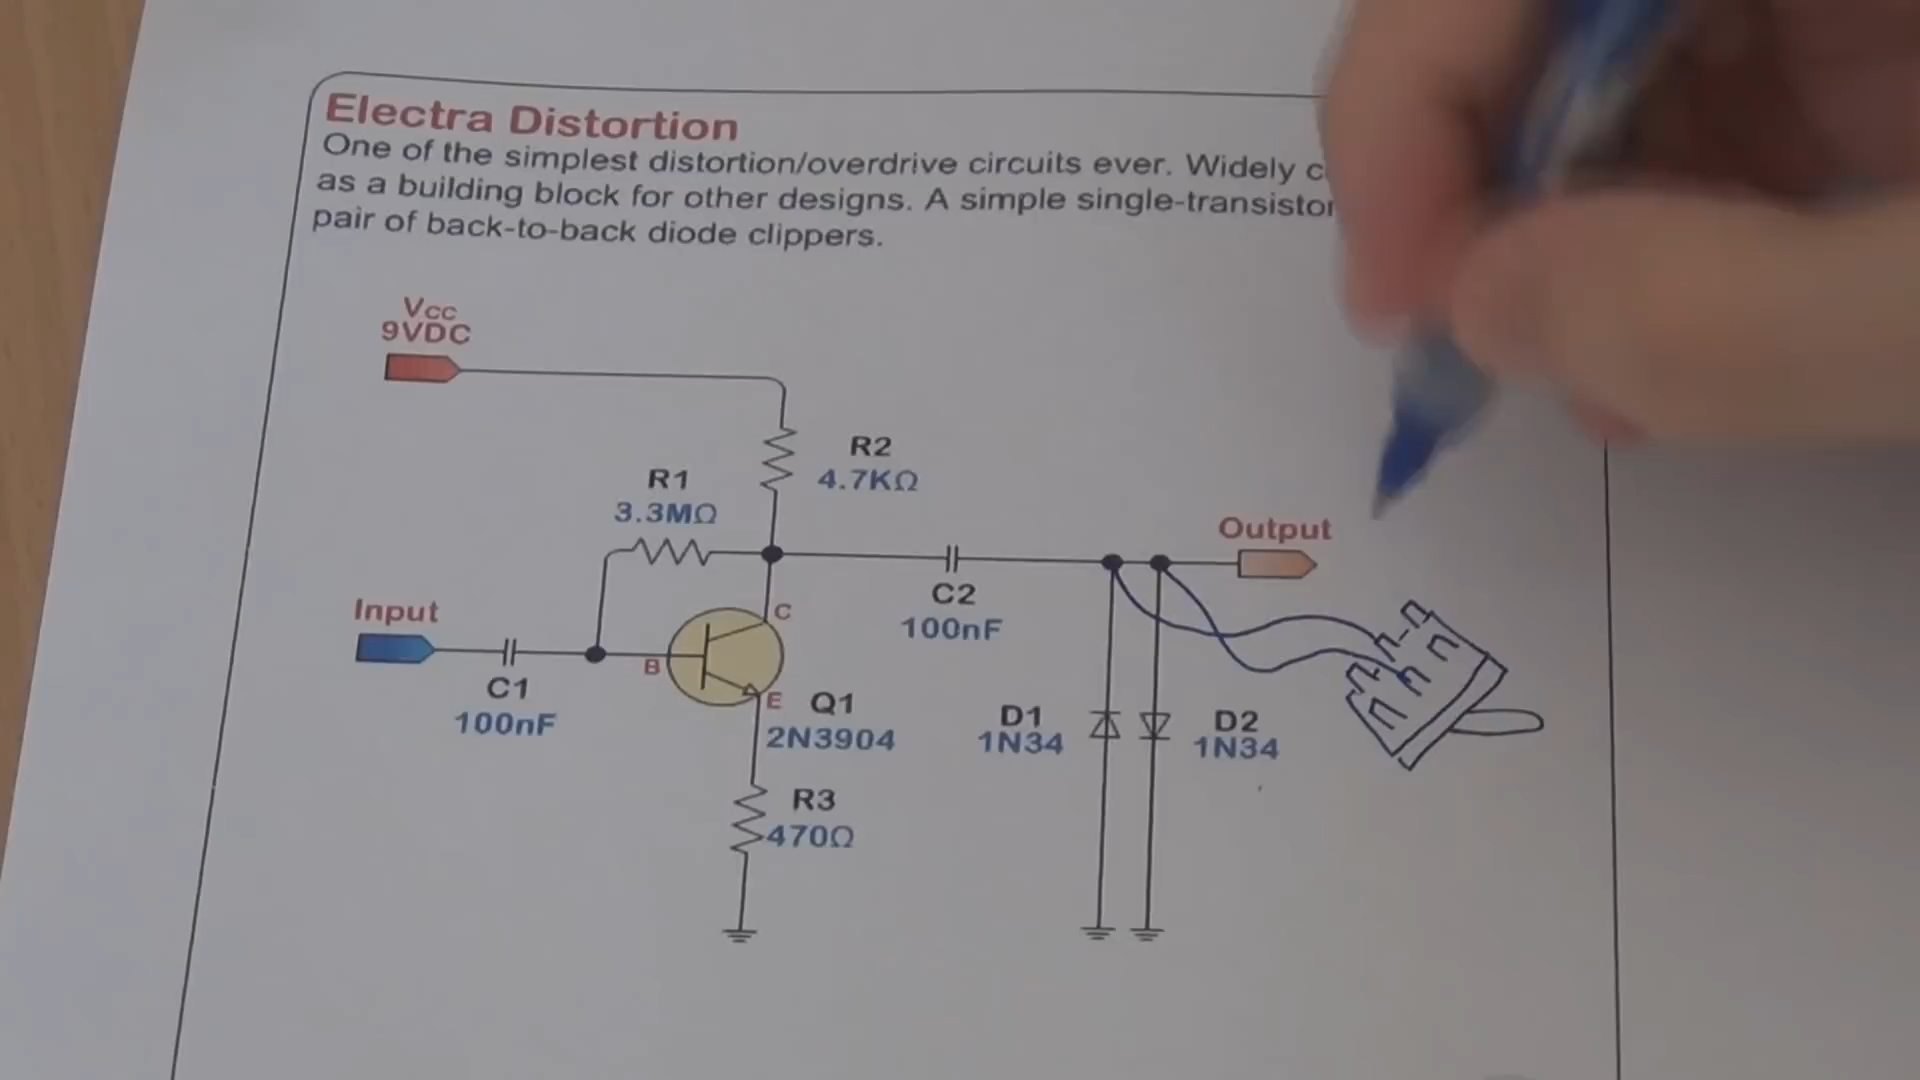 Electra Distortion
One of the simplest distortion/overdrive circuits ever. Widely
as a building block for other designs. A simple
pair of back-to-back diode clippers.
Vcc
9VDC
R2
4.7KΩ
R1
3.3MΩ
Output
Input
C
C2
100nF
B
C1
100nF
E
Q1
2N3904
D1
1N34
D2
1N34
R3
470Ω